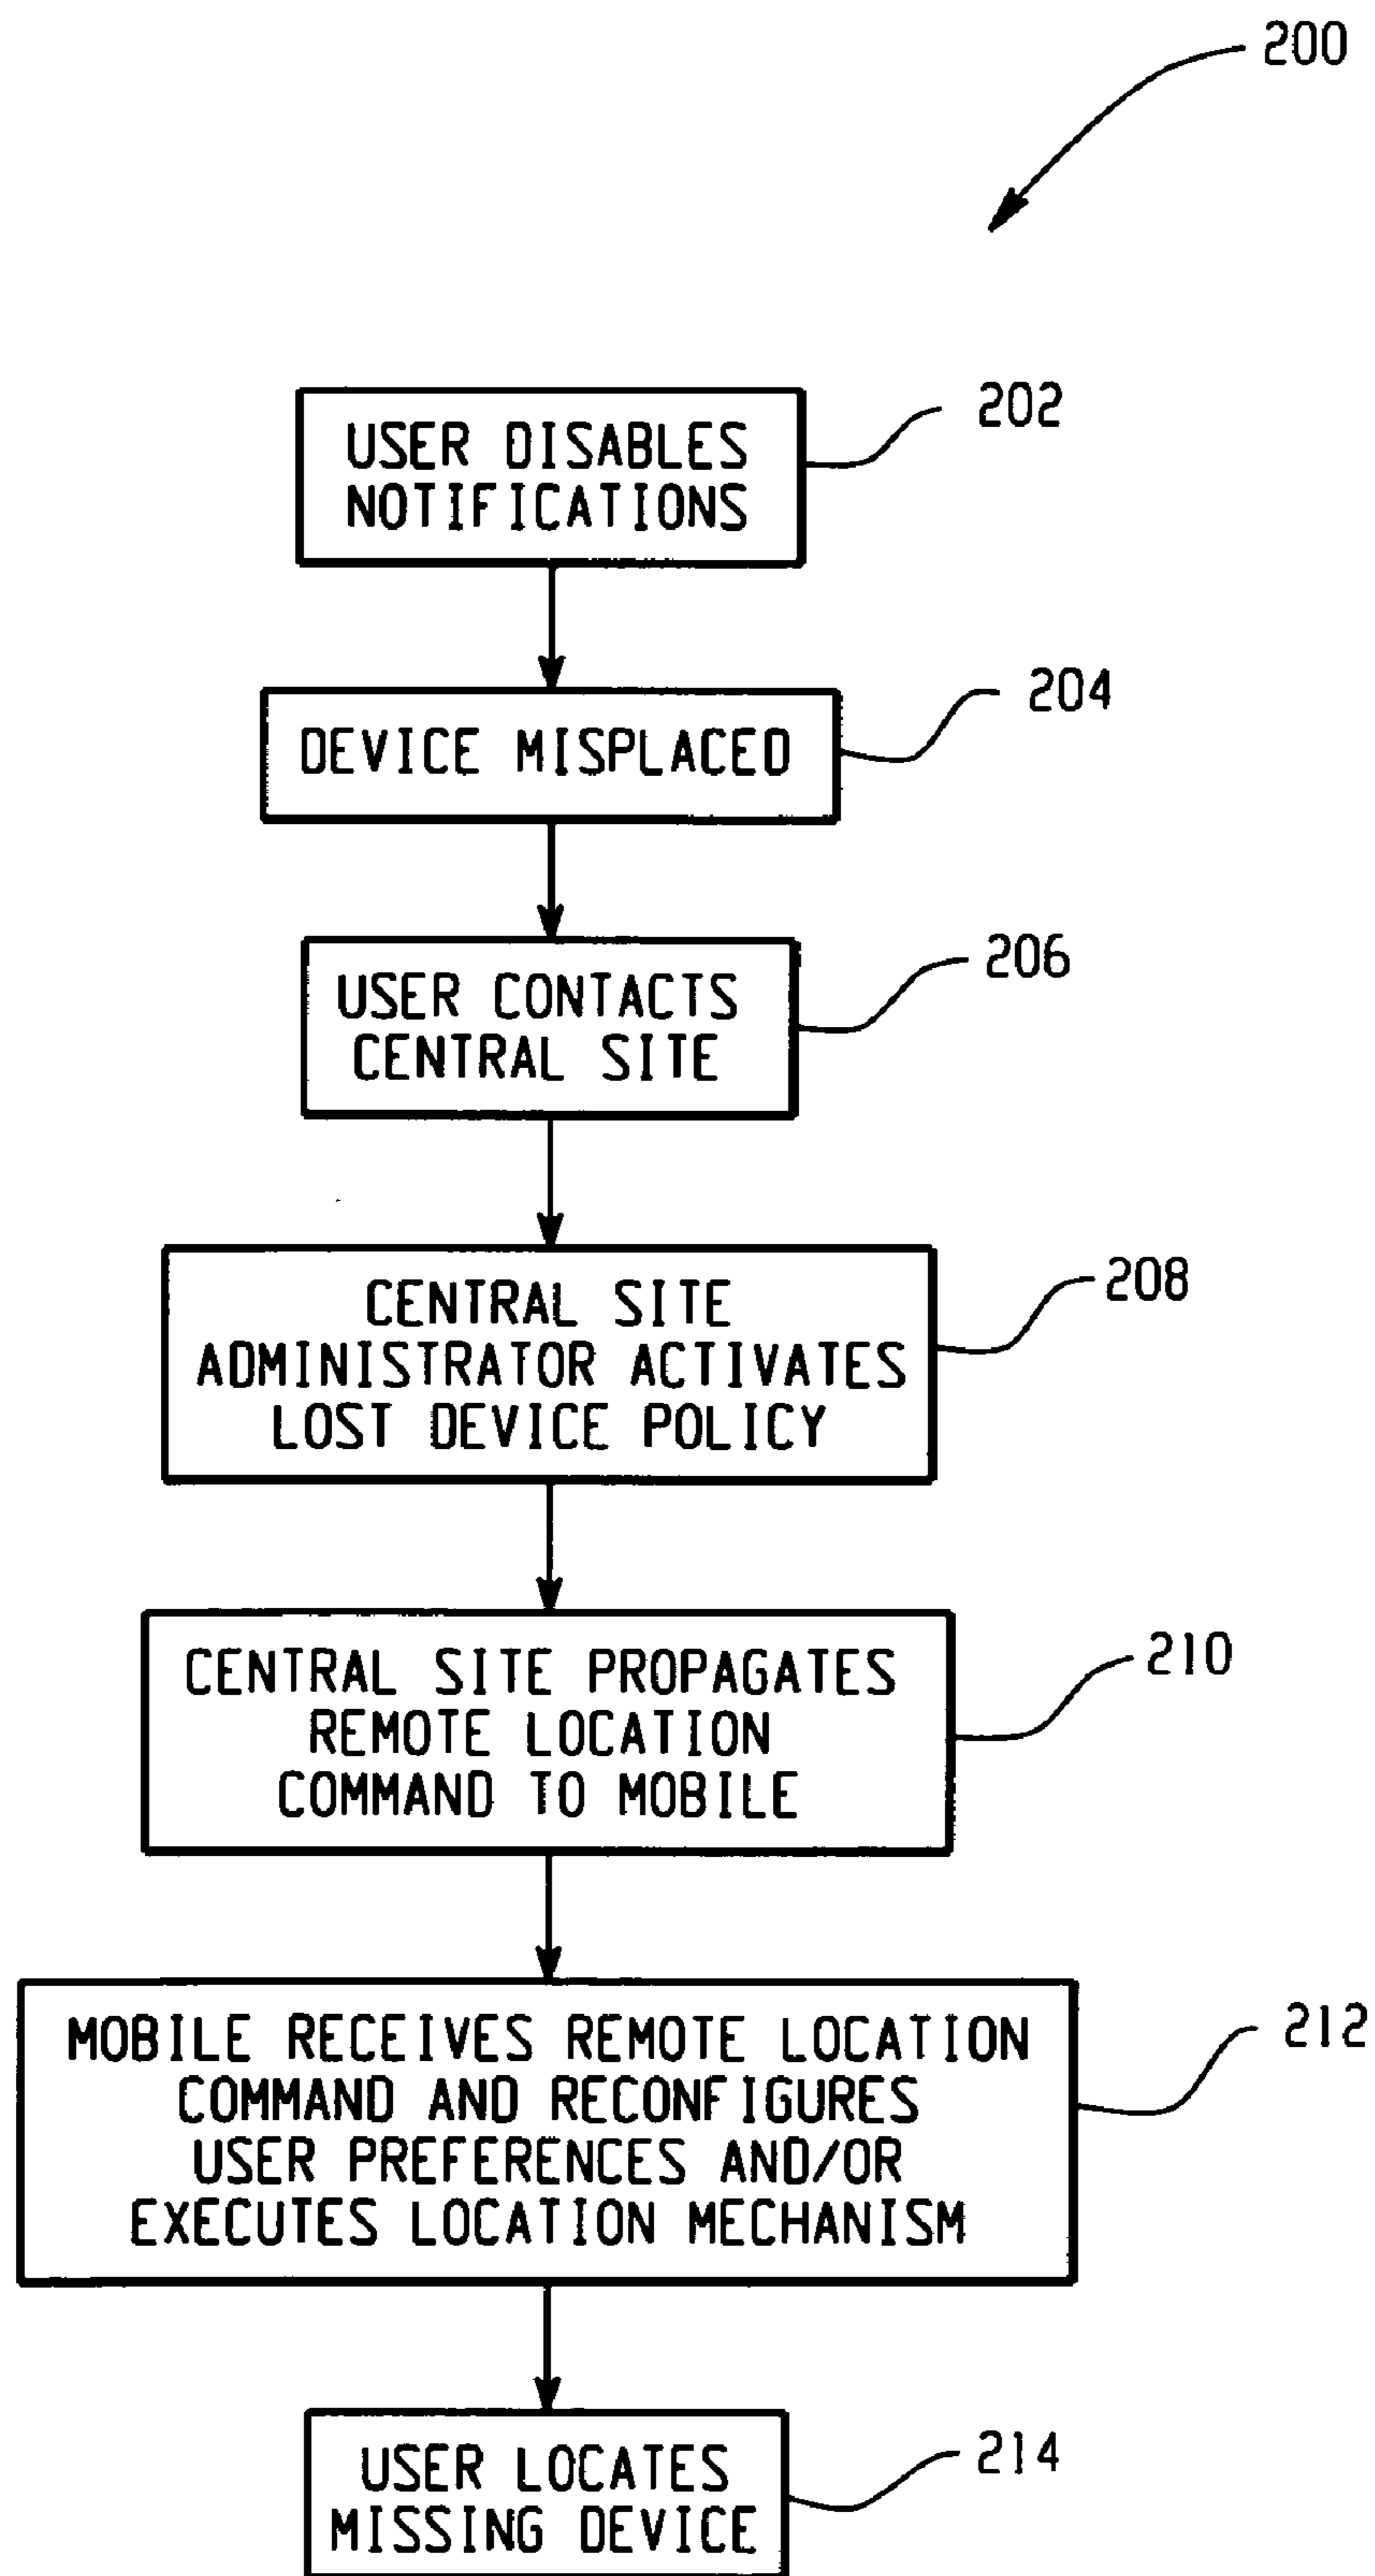 200
USER DISABLES
NOTIFICATIONS
202
DEVICE MISPLACED
204
USER CONTACTS
CENTRAL SITE
206
CENTRAL SITE
ADMINISTRATOR ACTIVATES
LOST DEVICE POLICY
208
CENTRAL SITE PROPAGATES
REMOTE LOCATION
COMMAND TO MOBILE
210
MOBILE RECEIVES REMOTE LOCATION
COMMAND AND RECONFIGURES
USER PREFERENCES AND/OR
EXECUTES LOCATION MECHANISM
212
USER LOCATES
MISSING DEVICE
214